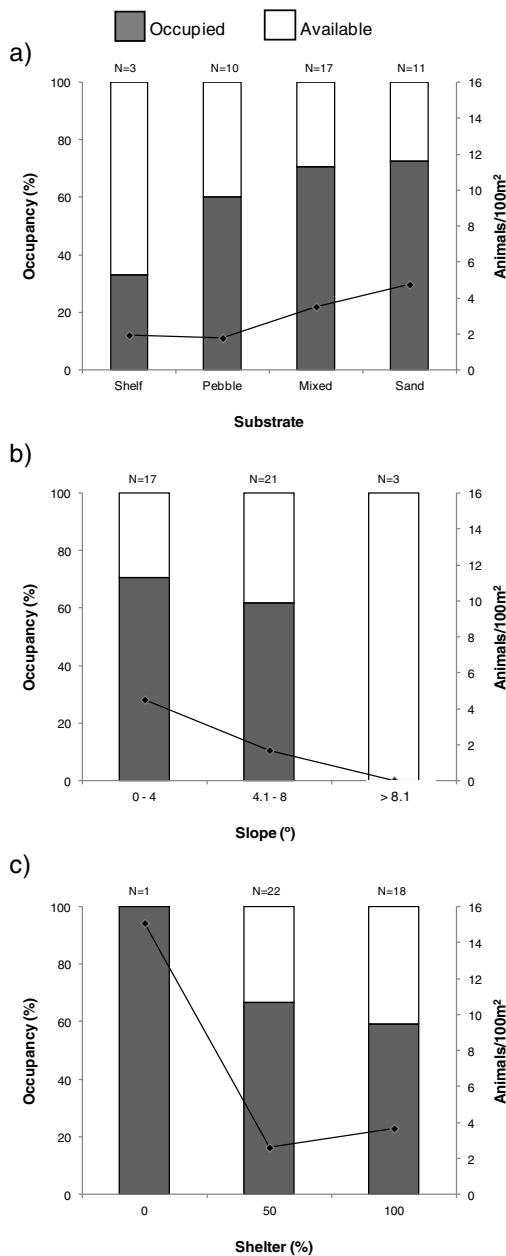 Occupied Available
a)
N=3 N=10 N=17 N=11
100 16
14
80
12
60 10
8
40 6
4
20
2
0 0
Occupancy (%)
Animals/100m²
Shelf Pebble Mixed Sand
Substrate
b)
N=17 N=21 N=3
100 16
14
80
12
60 10
8
40 6
4
20
2
0 0
Occupancy (%)
Animals/100m²
0 - 4 4.1 - 8 > 8.1
Slope (º)
c)
N=1 N=22 N=18
100 16
14
80
12
60 10
8
40 6
4
20
2
0 0
Occupancy (%)
Animals/100m²
0 50 100
Shelter (%)